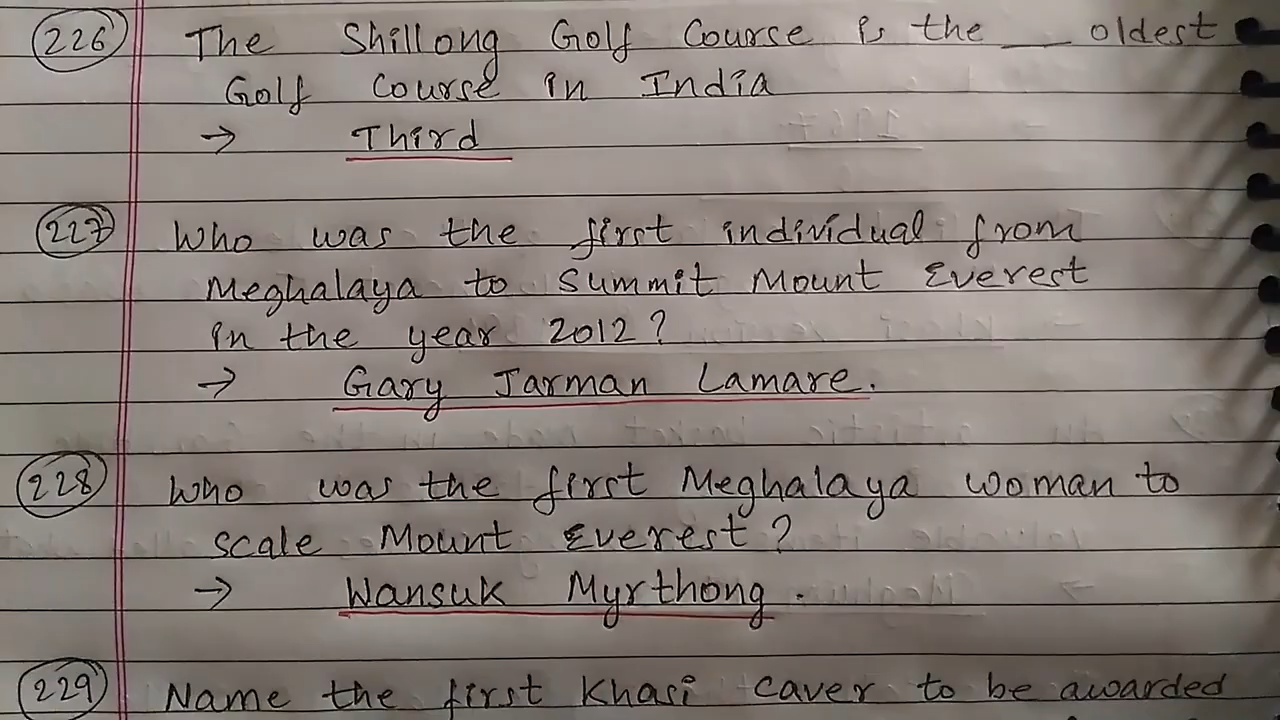 226 The Shillong Golf Course is the __ oldest
Golf Course in India
→ Third
227 Who was the first individual from
Meghalaya to Summit Mount Everest
in the year 2012?
→ Gary Jarman Lamare.
228 Who was the first Meghalaya woman to
scale Mount Everest?
→ Wansuk Myrthong.
229 Name the first Khasi caver to be awarded